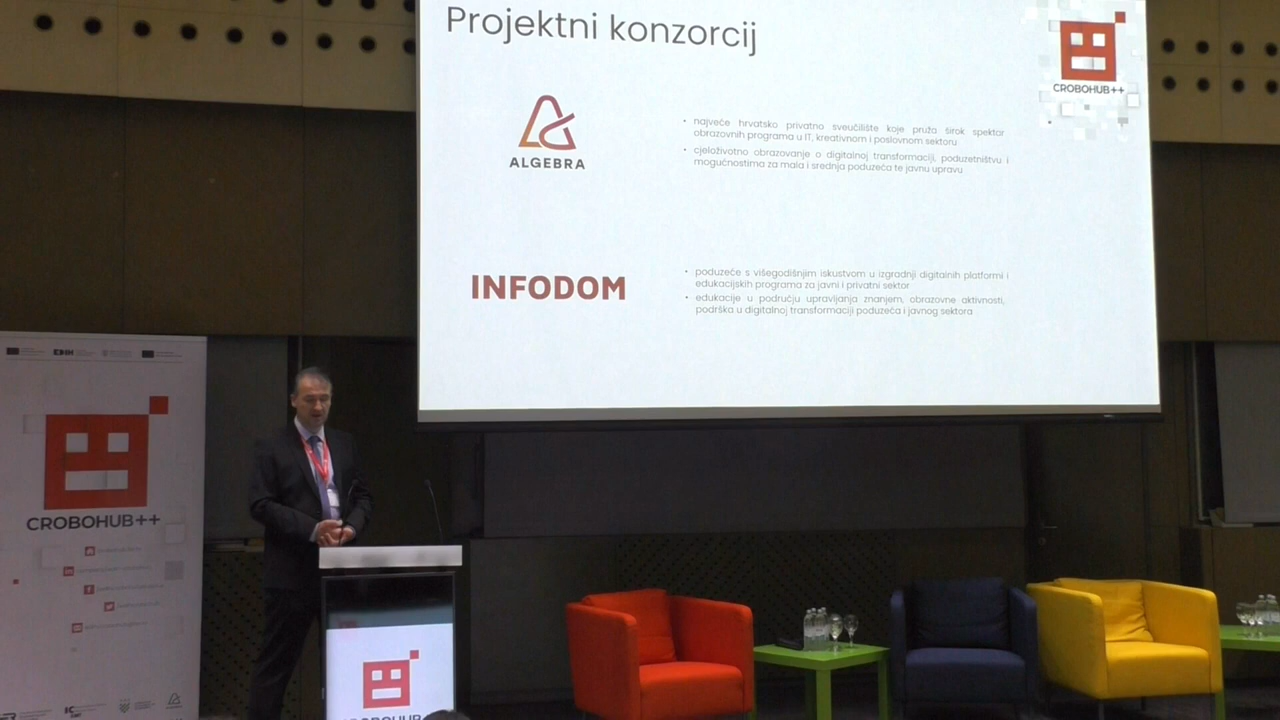 Projektni konzorcij
CROBOHUB++
ALGEBRA
• najveće hrvatsko privatno sveučilište koje pruža širok spektar
obrazovnih programa u IT, kreativnom i poslovnom sektoru
• cjeloživotno obrazovanje o digitalnoj transformaciji, poduzetništvu i
mogućnostima za mala i srednja poduzeća te javnu upravu
INFODOM
• poduzeće s višegodišnjim iskustvom u izgradnji digitalnih platformi i
edukacijskih programa za javni i privatni sektor
• edukacije u području upravljanja znanjem, obrazovne aktivnosti,
podrška u digitalnoj transformaciji poduzeća i javnog sektora
EDIH
CROBOHUB++
CROBOHUB